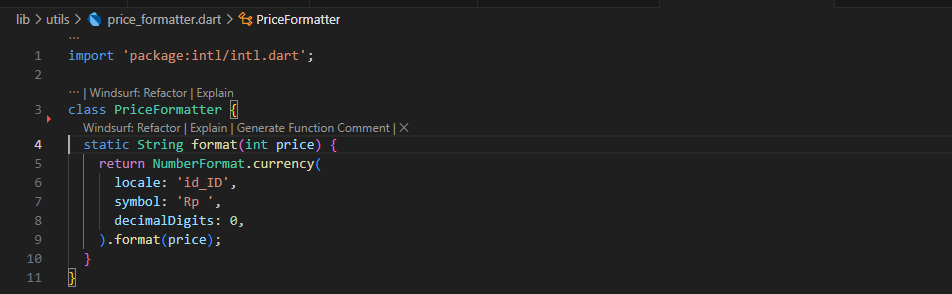 lib > utils > price_formatter.dart > PriceFormatter
...
1 import 'package:intl/intl.dart';
2
... | Windsurf: Refactor | Explain
3 class PriceFormatter {
Windsurf: Refactor | Explain | Generate Function Comment | ×
4 static String format(int price) {
5 return NumberFormat.currency(
6 locale: 'id_ID',
7 symbol: 'Rp ',
8 decimalDigits: 0,
9 ).format(price);
10 }
11 }